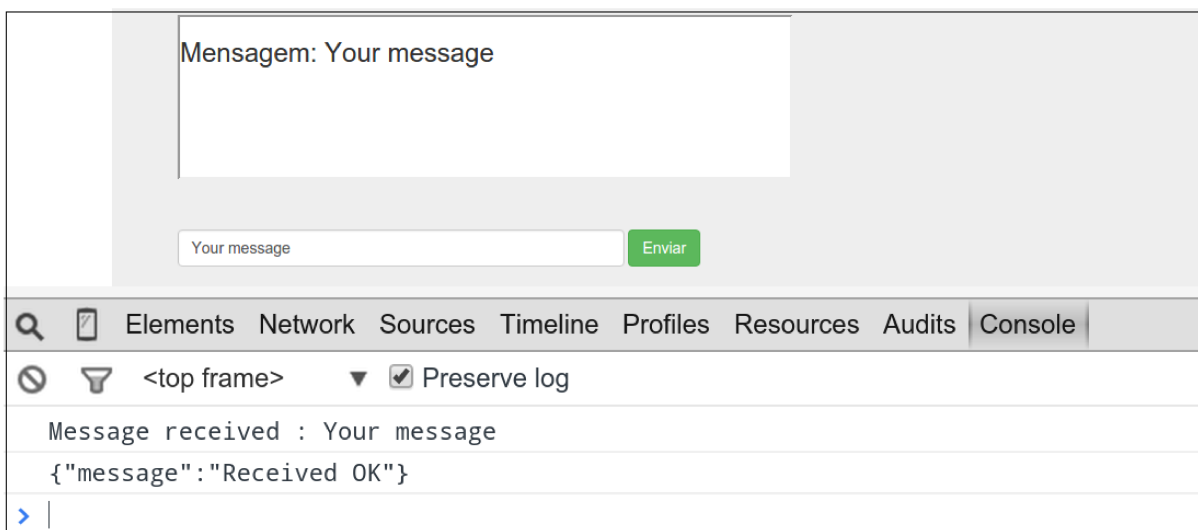 Mensagem: Your message
Your message Enviar
Elements Network Sources Timeline Profiles Resources Audits Console
<top frame> Preserve log
Message received : Your message
{"message":"Received OK"}
>